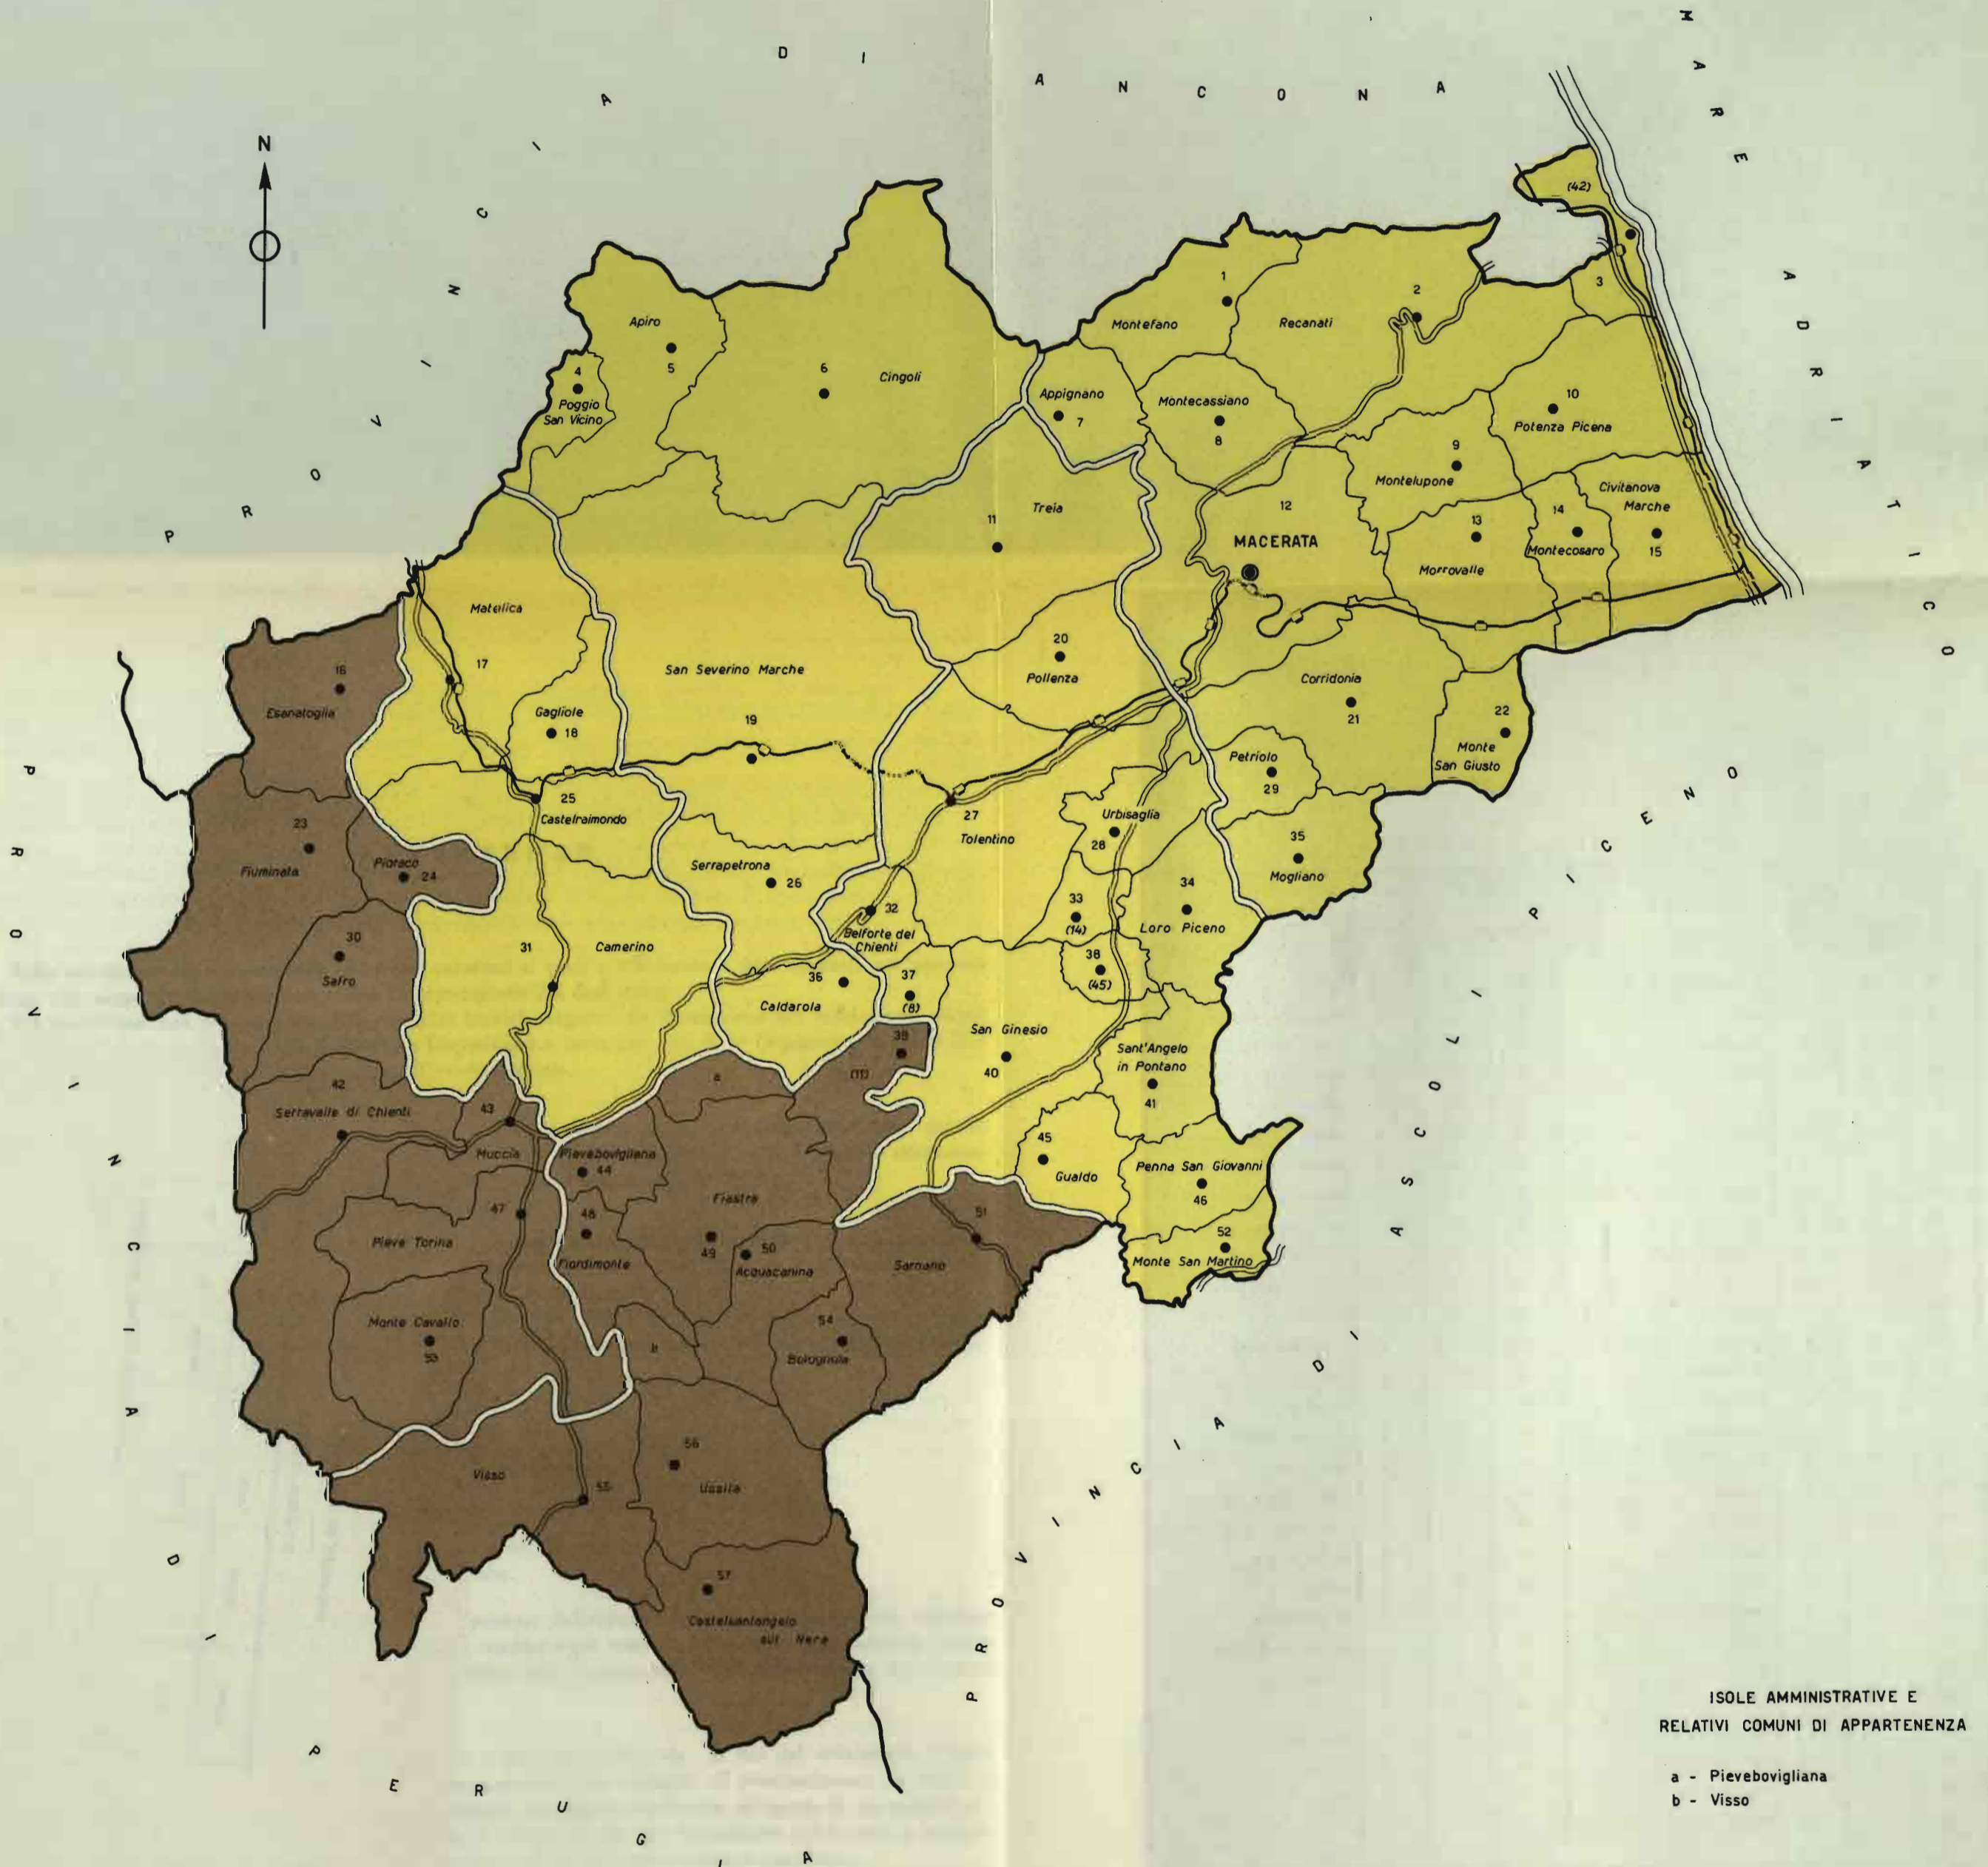 PROVINCIA DI ANCONA
MARE ADRIATICO
N
(42)
1
Montefano
2
Recanati
3
Apiro
5
4
Poggio
San Vicino
6
Cingoli
Appignano
7
Montecassiano
8
10
Potenza Picena
9
Montelupone
Civitanova
Marche
15
14
Montecosaro
13
Morrovalle
12
MACERATA
11
Treia
Matelica
17
16
Esanatoglia
San Severino Marche
19
20
Pollenza
Corridonia
21
22
Monte
San Giusto
Gagliole
18
Petriolo
29
25
Castelraimondo
27
Tolentino
Urbisaglia
28
35
Mogliano
23
Fiuminata
Pioraco
24
Serrapetrona
26
32
Belforte del
Chienti
33
(14)
34
Loro Piceno
30
Sefro
31
Camerino
36
Caldarola
37
(8)
38
(45)
39
(11)
San Ginesio
40
Sant'Angelo
in Pontano
41
42
Serravalle di Chienti
43
Muccia
a
Pievebovigliana
44
45
Gualdo
Penna San Giovanni
46
47
Pieve Torina
48
Fiordimonte
Fiastra
49
50
Acquacanina
51
Sarnano
52
Monte San Martino
Monte Cavallo
53
b
54
Bolognola
Visso
55
56
Ussita
57
Castelsantangelo
sul Nera
PROVINCIA DI PERUGIA
PROVINCIA DI ASCOLI PICENO
ISOLE AMMINISTRATIVE E
RELATIVI COMUNI DI APPARTENENZA
a - Pievebovigliana
b - Visso